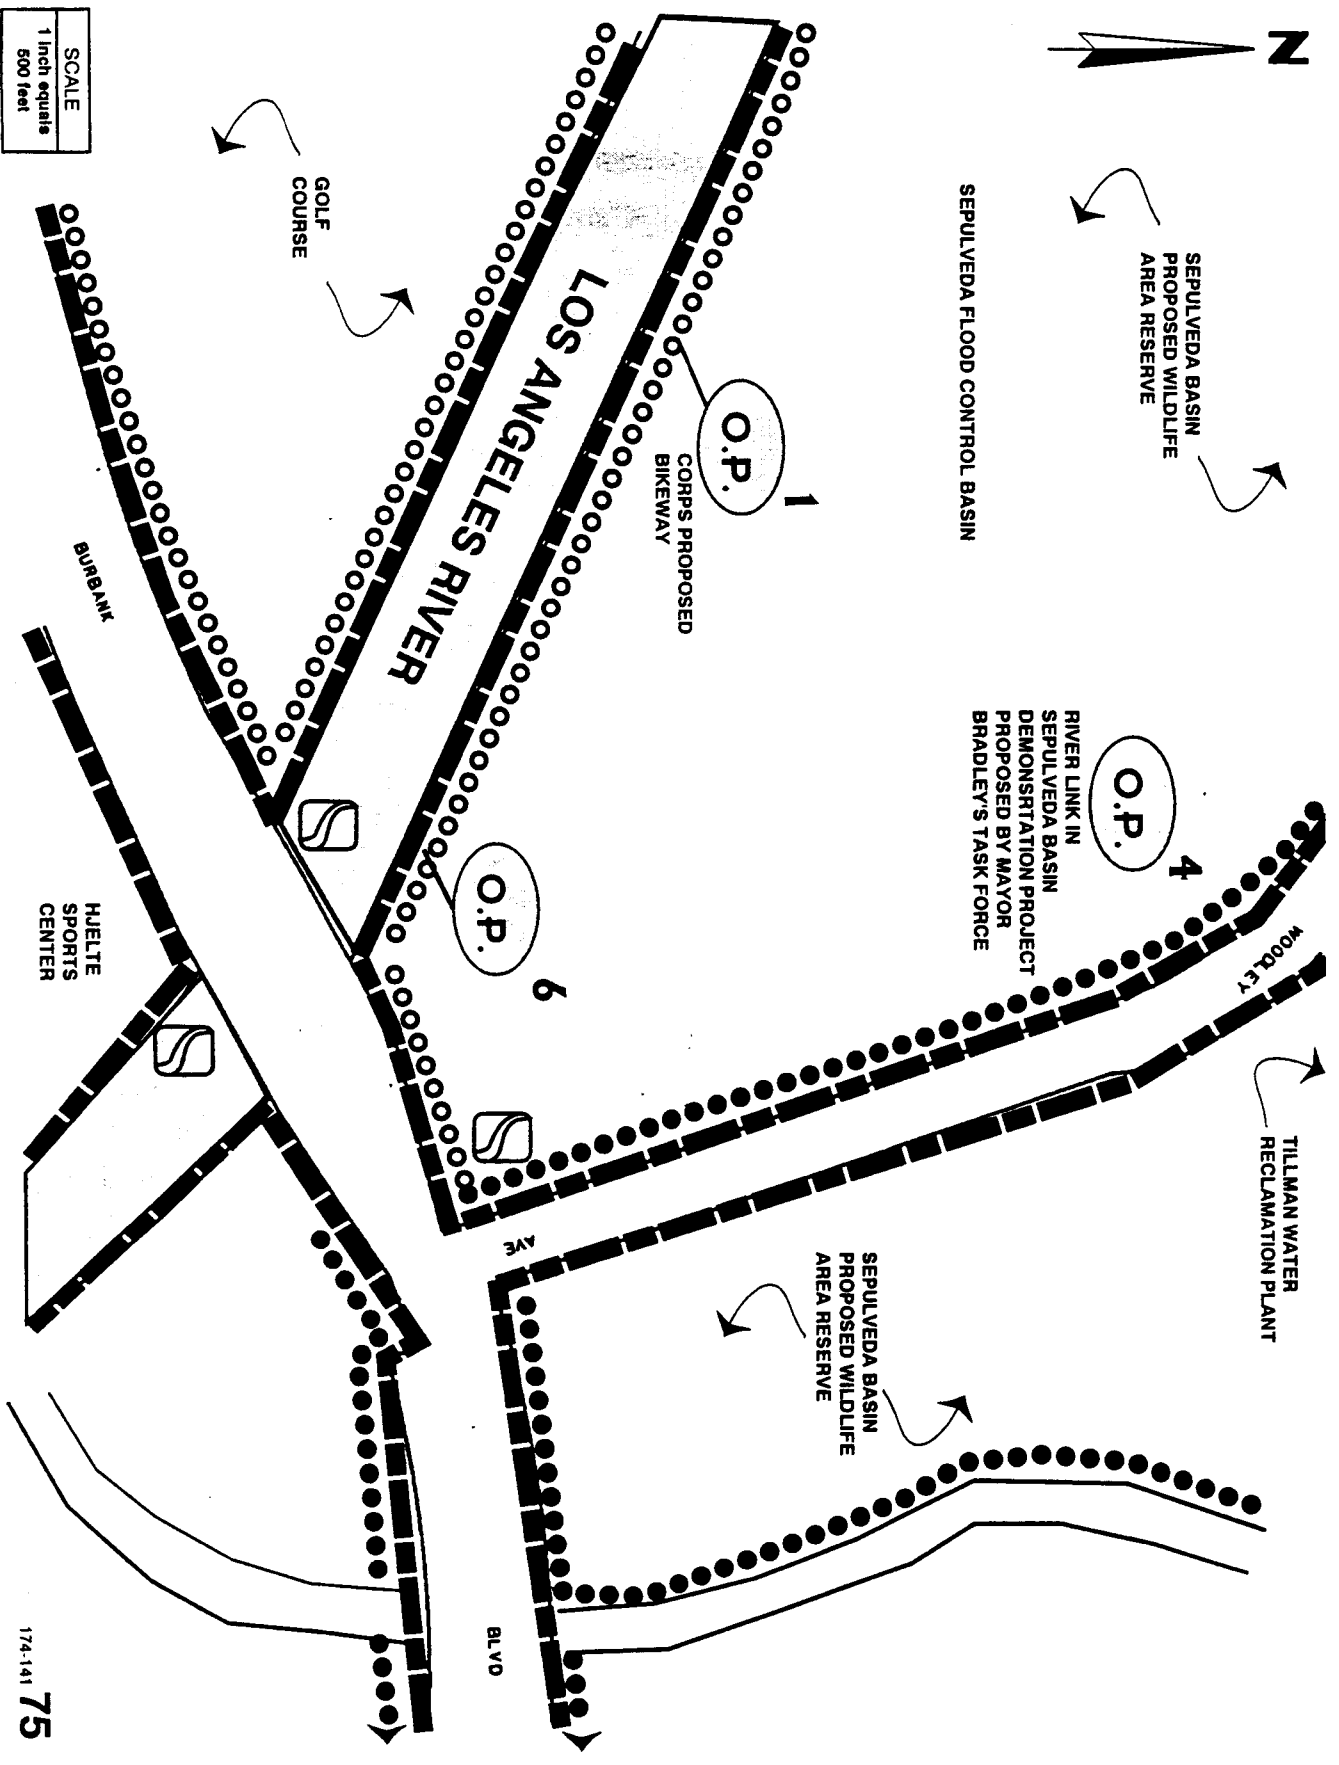 N
SEPULVEDA BASIN
PROPOSED WILDLIFE
AREA RESERVE
SEPULVEDA FLOOD CONTROL BASIN
O.P.
1
CORPS PROPOSED
BIKEWAY
LOS ANGELES RIVER
GOLF
COURSE
SCALE
1 inch equals
500 feet
O.P.
4
RIVER LINK IN
SEPULVEDA BASIN
DEMONSRTATION PROJECT
PROPOSED BY MAYOR
BRADLEY'S TASK FORCE
WOODLEY
AVE
TILLMAN WATER
RECLAMATION PLANT
O.P.
6
BURBANK
BLVD
HJELTE
SPORTS
CENTER
SEPULVEDA BASIN
PROPOSED WILDLIFE
AREA RESERVE
174-141 75